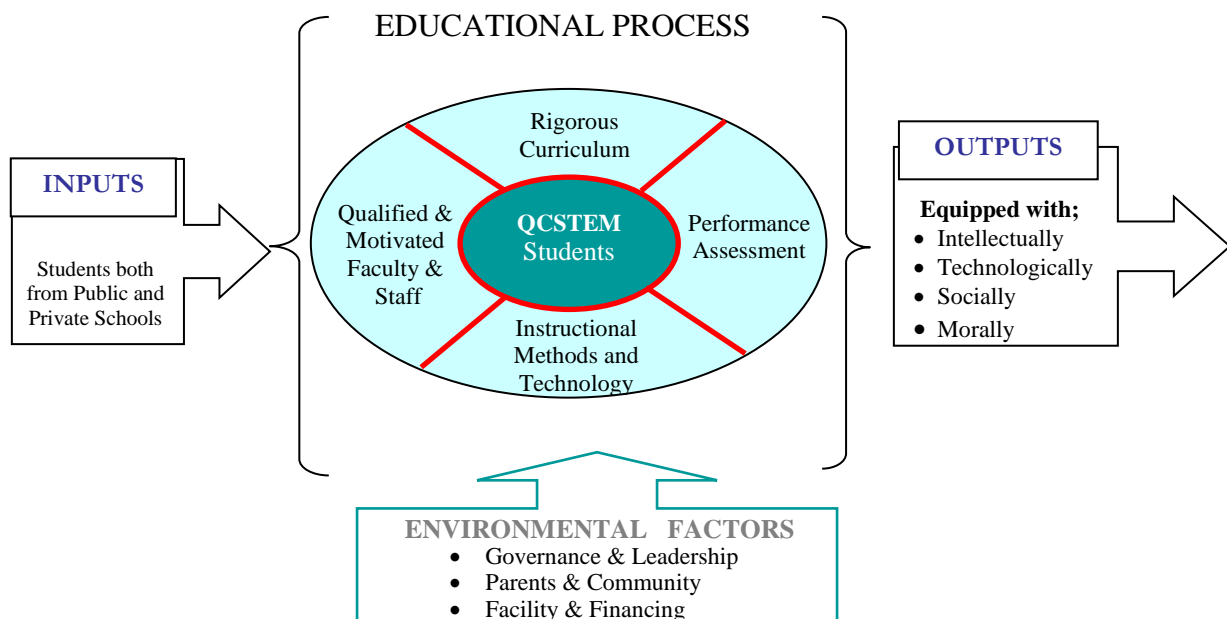 EDUCATIONAL PROCESS
INPUTS
Students both
from Public and
Private Schools
Rigorous
Curriculum
Qualified &
Motivated
Faculty &
Staff
QCSTEM
Students
Performance
Assessment
Instructional
Methods and
Technology
OUTPUTS
Equipped with;
• Intellectually
• Technologically
• Socially
• Morally
ENVIRONMENTAL FACTORS
• Governance & Leadership
• Parents & Community
• Facility & Financing